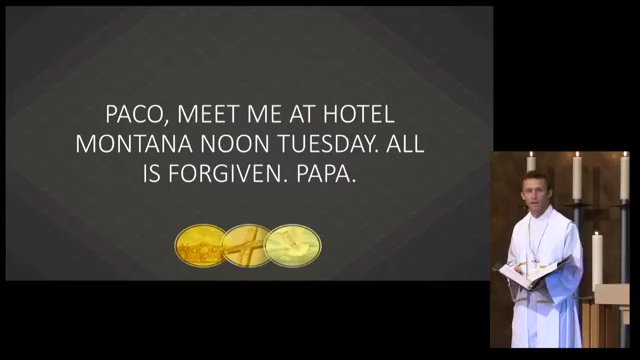 PACO, MEET ME AT HOTEL
MONTANA NOON TUESDAY. ALL
IS FORGIVEN. PAPA.